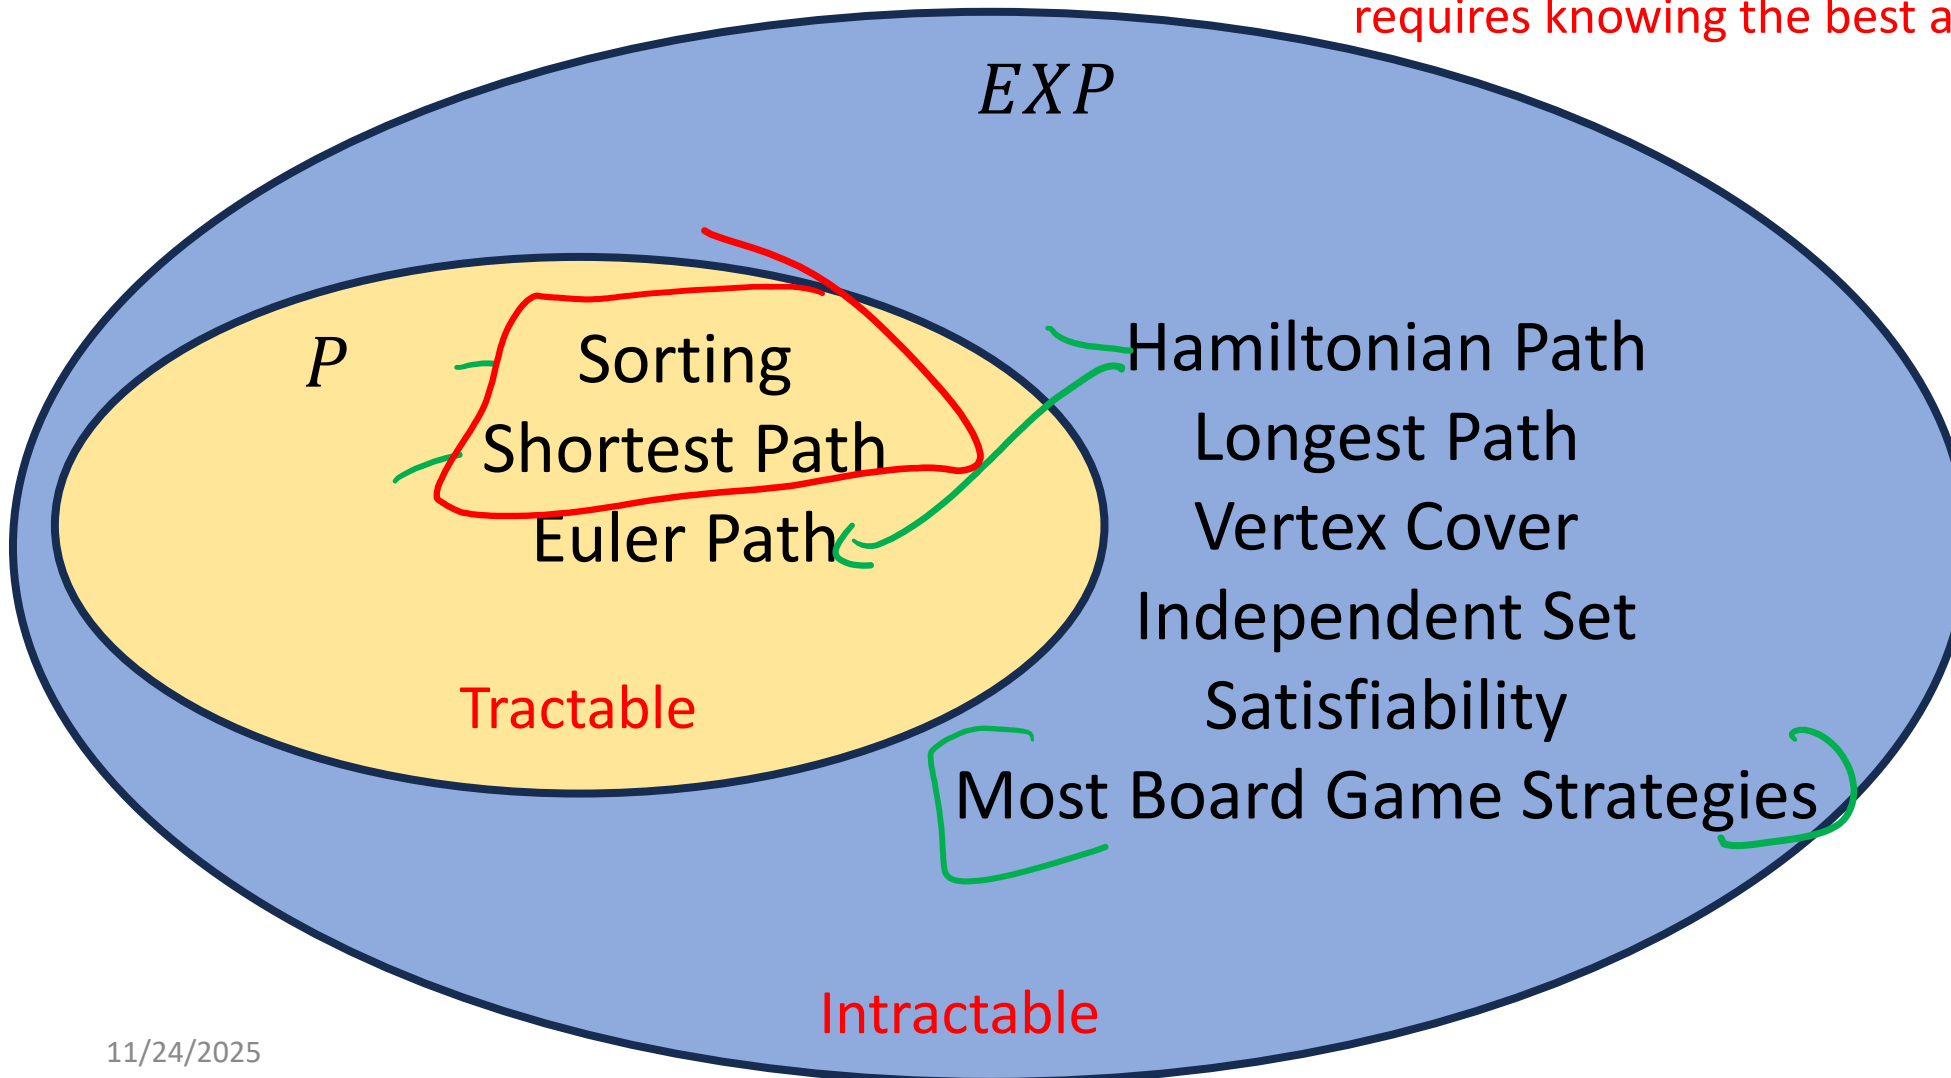 requires knowing the best a
EXP
P
Sorting
Shortest Path
Euler Path
Tractable
Hamiltonian Path
Longest Path
Vertex Cover
Independent Set
Satisfiability
Most Board Game Strategies
Intractable
11/24/2025